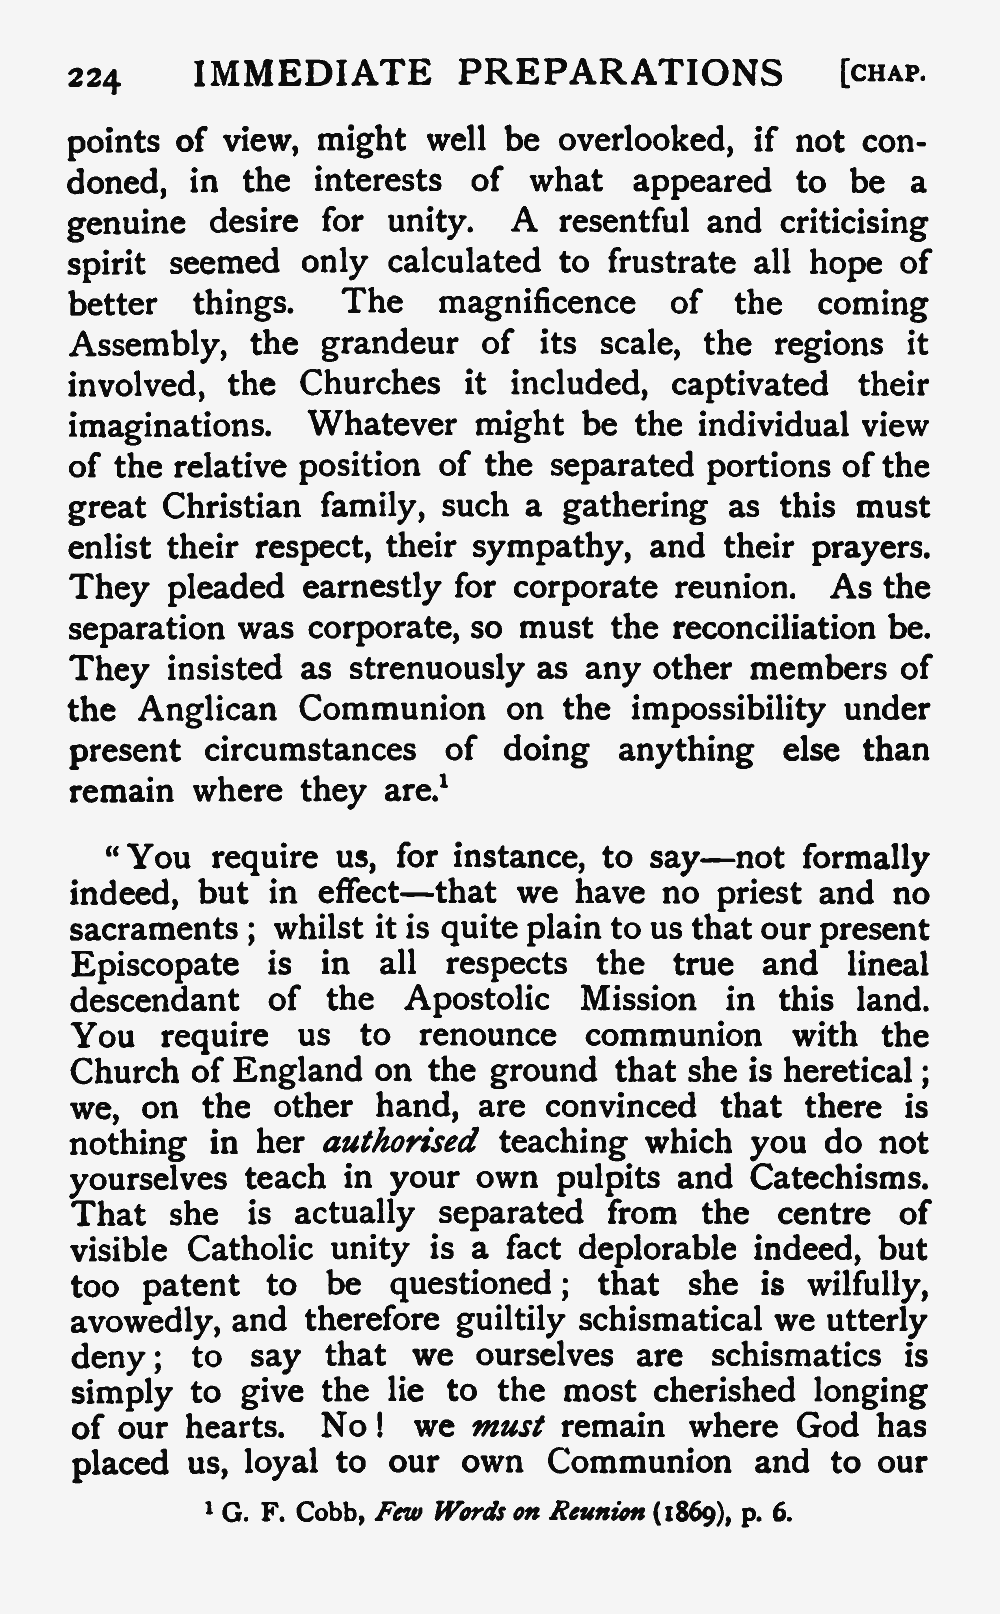 224 IMMEDIATE PREPARATIONS [CHAP.
points of view, might well be overlooked, if not con-
doned, in the interests of what appeared to be a
genuine desire for unity. A resentful and criticising
spirit seemed only calculated to frustrate all hope of
better things. The magnificence of the coming
Assembly, the grandeur of its scale, the regions it
involved, the Churches it included, captivated their
imaginations. Whatever might be the individual view
of the relative position of the separated portions of the
great Christian family, such a gathering as this must
enlist their respect, their sympathy, and their prayers.
They pleaded earnestly for corporate reunion. As the
separation was corporate, so must the reconciliation be.
They insisted as strenuously as any other members of
the Anglican Communion on the impossibility under
present circumstances of doing anything else than
remain where they are.¹
“You require us, for instance, to say—not formally
indeed, but in effect—that we have no priest and no
sacraments ; whilst it is quite plain to us that our present
Episcopate is in all respects the true and lineal
descendant of the Apostolic Mission in this land.
You require us to renounce communion with the
Church of England on the ground that she is heretical ;
we, on the other hand, are convinced that there is
nothing in her authorised teaching which you do not
yourselves teach in your own pulpits and Catechisms.
That she is actually separated from the centre of
visible Catholic unity is a fact deplorable indeed, but
too patent to be questioned ; that she is wilfully,
avowedly, and therefore guiltily schismatical we utterly
deny ; to say that we ourselves are schismatics is
simply to give the lie to the most cherished longing
of our hearts. No ! we must remain where God has
placed us, loyal to our own Communion and to our
¹ G. F. Cobb, Few Words on Reunion (1869), p. 6.